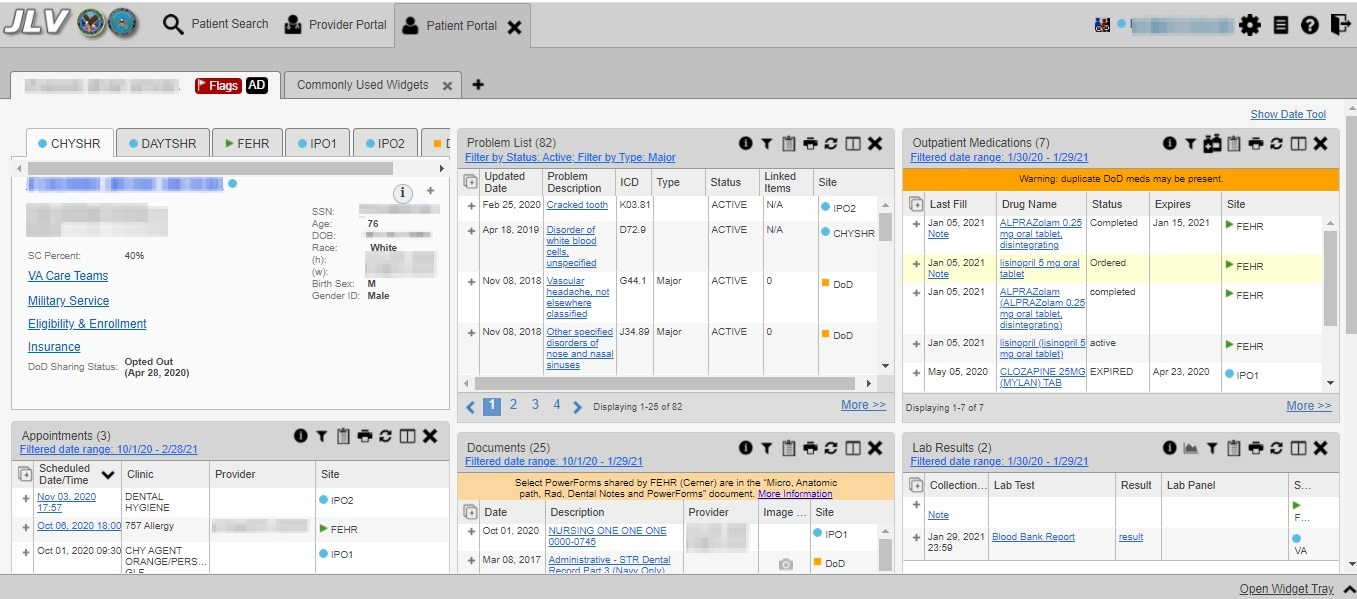 JLV Patient Search Provider Portal Patient Portal
Flags AD Commonly Used Widgets
Show Date Tool
CHYSHR DAYTSHR FEHR IPO1 IPO2 D
SSN:
Age: 76
DOB:
Race: White
(h):
(w):
Birth Sex: M
Gender ID: Male
SC Percent: 40%
VA Care Teams
Military Service
Eligibility & Enrollment
Insurance
DoD Sharing Status: Opted Out
(Apr 28, 2020)
Problem List (82)
Filter by Status: Active; Filter by Type: Major
Updated Date Problem Description ICD Type Status Linked Items Site
Feb 25, 2020 Cracked tooth K03.81 ACTIVE N/A IPO2
Apr 18, 2019 Disorder of white blood cells, unspecified D72.9 ACTIVE N/A CHYSHR
Nov 08, 2018 Vascular headache, not elsewhere classified G44.1 Major ACTIVE 0 DoD
Nov 08, 2018 Other specified disorders of nose and nasal sinuses J34.89 Major ACTIVE 0 DoD
1 2 3 4 Displaying 1-25 of 82 More >>
Outpatient Medications (7)
Filtered date range: 1/30/20 - 1/29/21
Warning: duplicate DoD meds may be present.
Last Fill Drug Name Status Expires Site
Jan 05, 2021 Note ALPRAZolam 0.25 mg oral tablet, disintegrating Completed Jan 15, 2021 FEHR
Jan 05, 2021 Note lisinopril 5 mg oral tablet Ordered FEHR
Jan 05, 2021 ALPRAZolam (ALPRAZolam 0.25 mg oral tablet, disintegrating) completed FEHR
Jan 05, 2021 lisinopril (lisinopril 5 mg oral tablet) active FEHR
May 05, 2020 CLOZAPINE 25MG (MYLAN) TAB EXPIRED Apr 23, 2020 IPO1
Displaying 1-7 of 7 More >>
Appointments (3)
Filtered date range: 10/1/20 - 2/28/21
Scheduled Date/Time Clinic Provider Site
Nov 03, 2020 17:57 DENTAL HYGIENE IPO2
Oct 06, 2020 18:00 757 Allergy FEHR
Oct 01, 2020 09:30 CHY AGENT ORANGE/PERS... GLF IPO1
Documents (25)
Filtered date range: 10/1/20 - 1/29/21
Select PowerForms shared by FEHR (Cerner) are in the "Micro, Anatomic
path, Rad, Dental Notes and PowerForms" document. More Information
Date Description Provider Image ... Site
Oct 01, 2020 NURSING ONE ONE ONE 0000-0745 IPO1
Mar 08, 2017 Administrative - STR Dental Record Part 3 (Navy Only) DoD
Lab Results (2)
Filtered date range: 1/30/20 - 1/29/21
Collection... Lab Test Result Lab Panel S...
Note F...
Jan 29, 2021 23:59 Blood Bank Report result VA
Open Widget Tray